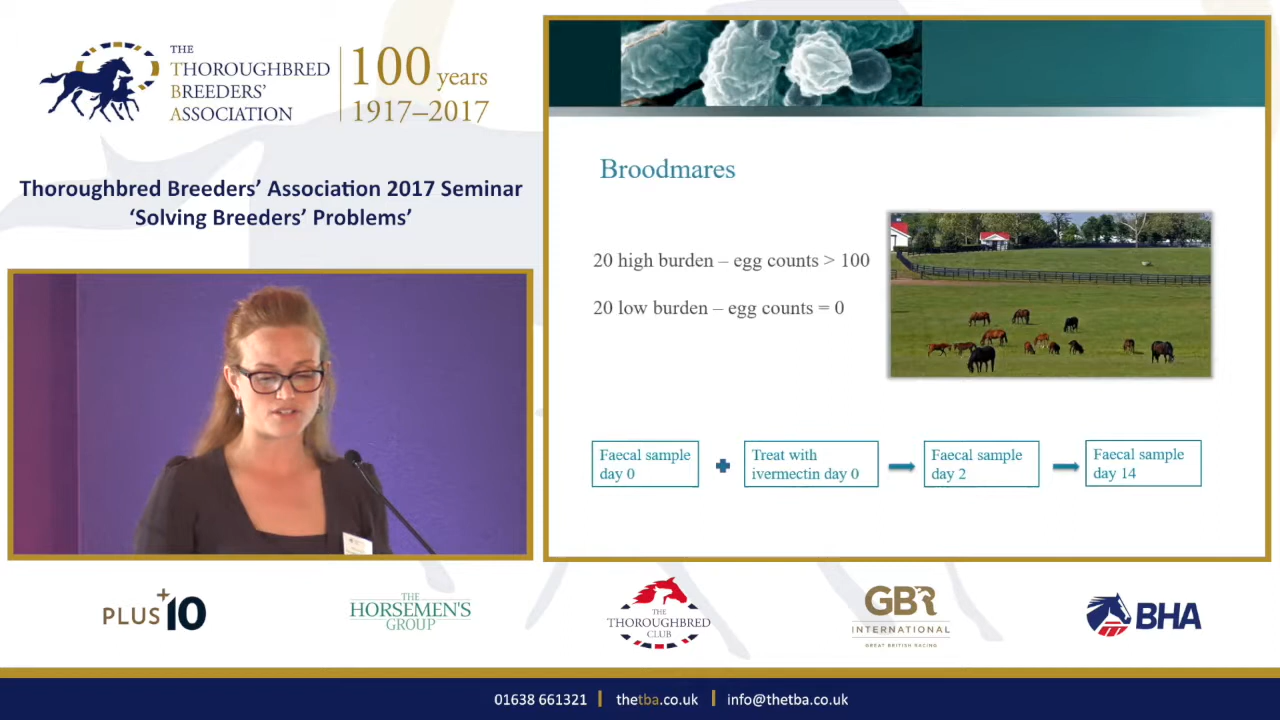 THE
THOROUGHBRED
BREEDERS'
ASSOCIATION
100 years
1917–2017
Thoroughbred Breeders' Association 2017 Seminar
'Solving Breeders' Problems'
Broodmares
20 high burden – egg counts > 100
20 low burden – egg counts = 0
Faecal sample
day 0
Treat with
ivermectin day 0
Faecal sample
day 2
Faecal sample
day 14
PLUS+10
THE
HORSEMEN'S
GROUP
THE
THOROUGHBRED
CLUB
GBR
INTERNATIONAL
GREAT BRITISH RACING
BHA
01638 661321 | thetba.co.uk | info@thetba.co.uk